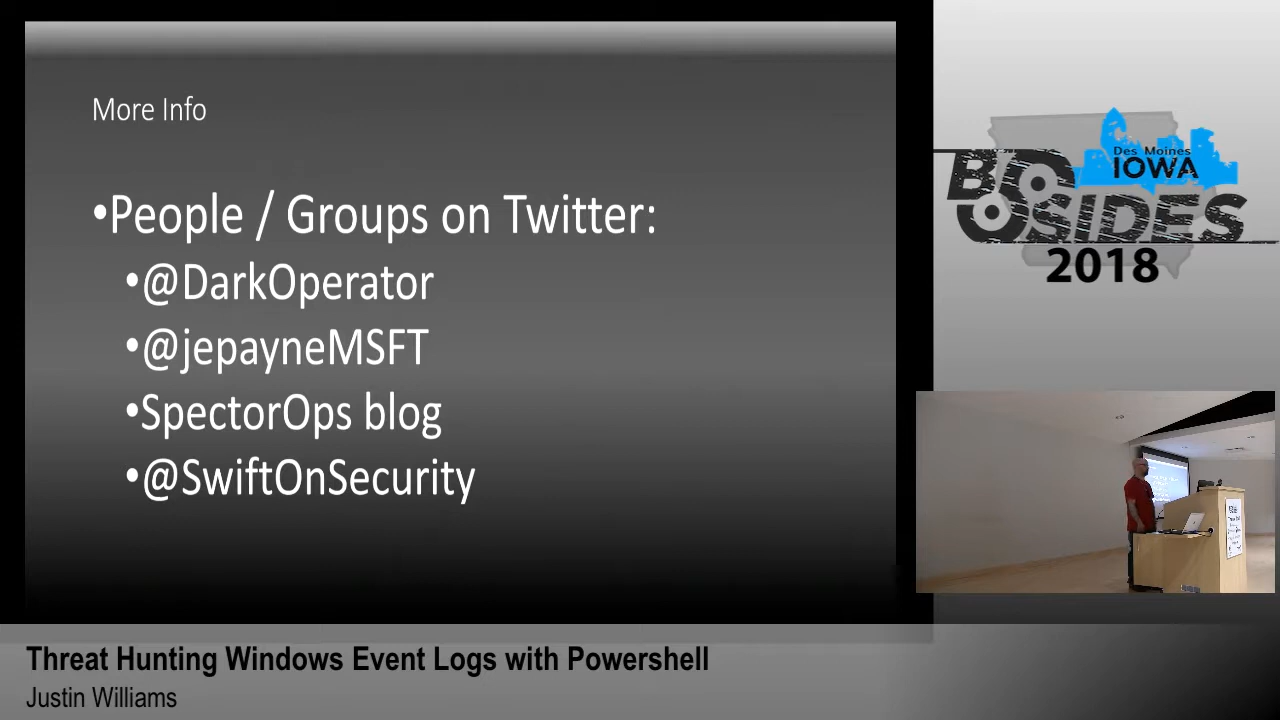 More Info
•People / Groups on Twitter:
•@DarkOperator
•@jepayneMSFT
•SpectorOps blog
•@SwiftOnSecurity
Des Moines
IOWA
BSIDES
2018
Threat Hunting Windows Event Logs with Powershell
Justin Williams